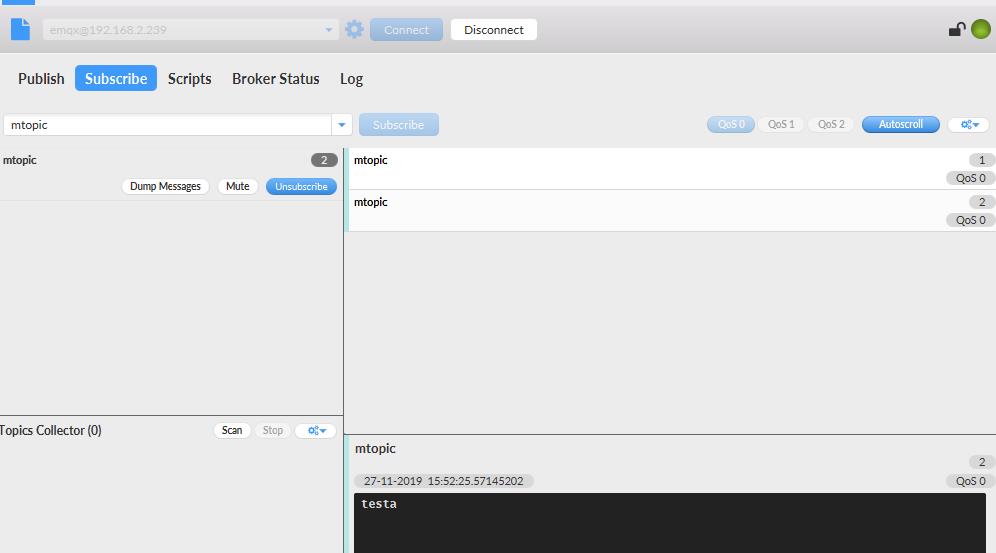 emqx@192.168.2.239
Connect
Disconnect
Publish
Subscribe
Scripts
Broker Status
Log
mtopic
Subscribe
QoS 0
QoS 1
QoS 2
Autoscroll
mtopic
2
Dump Messages
Mute
Unsubscribe
mtopic
1
QoS 0
mtopic
2
QoS 0
Topics Collector (0)
Scan
Stop
mtopic
2
27-11-2019 15:52:25.57145202
QoS 0
testa